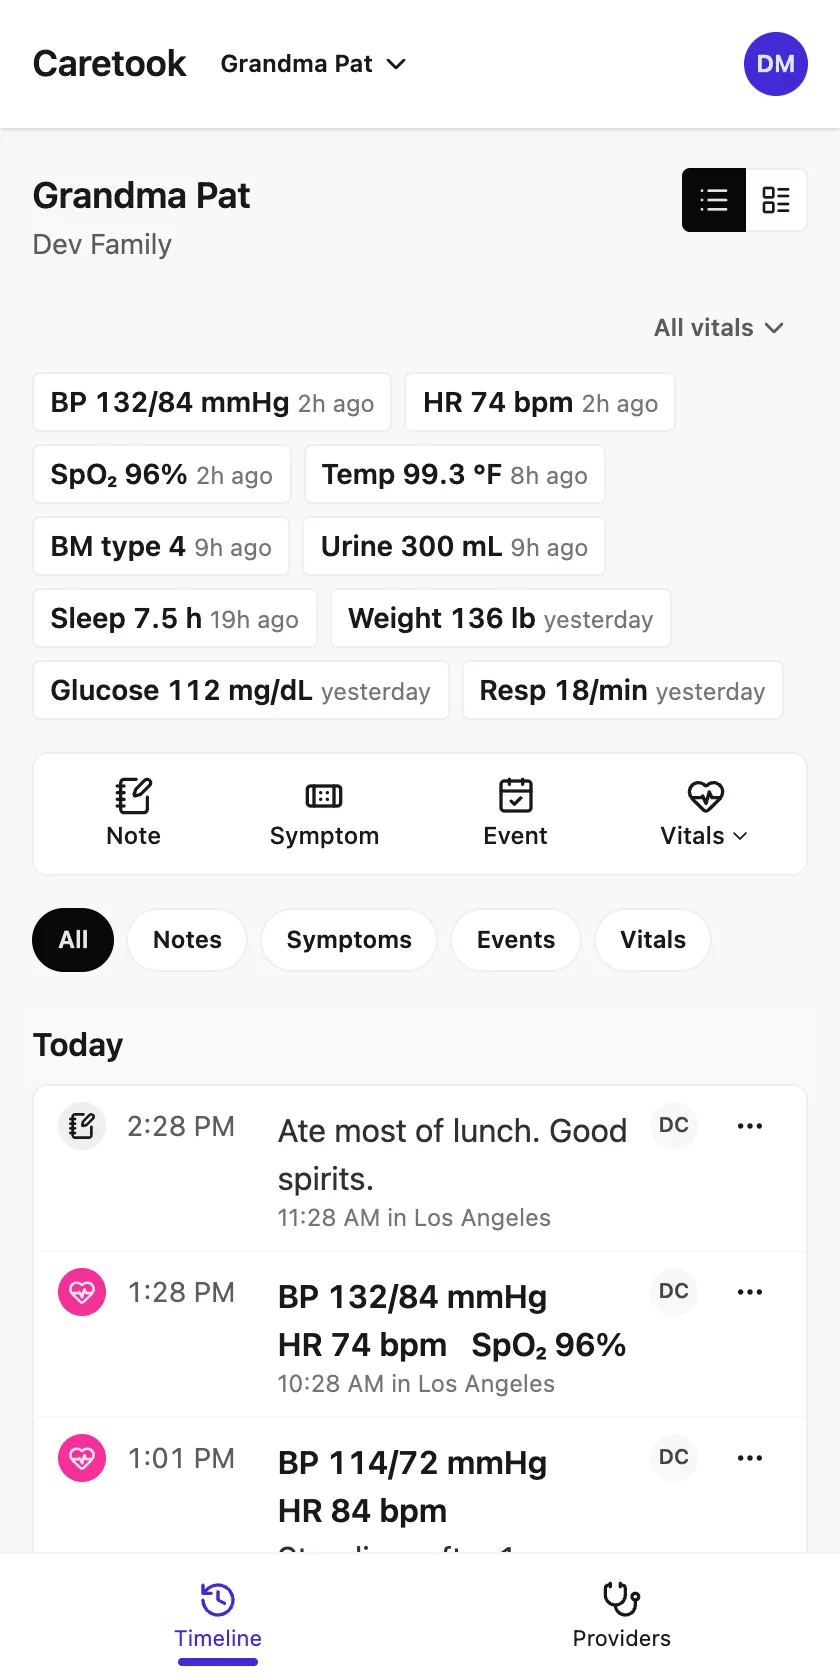 Caretook Grandma Pat DM
Grandma Pat
Dev Family
All vitals
BP 132/84 mmHg 2h ago HR 74 bpm 2h ago
SpO₂ 96% 2h ago Temp 99.3 °F 8h ago
BM type 4 9h ago Urine 300 mL 9h ago
Sleep 7.5 h 19h ago Weight 136 lb yesterday
Glucose 112 mg/dL yesterday Resp 18/min yesterday
Note Symptom Event Vitals
All Notes Symptoms Events Vitals
Today
2:28 PM Ate most of lunch. Good DC
spirits.
11:28 AM in Los Angeles
1:28 PM BP 132/84 mmHg DC
HR 74 bpm SpO₂ 96%
10:28 AM in Los Angeles
1:01 PM BP 114/72 mmHg DC
HR 84 bpm
Timeline Providers